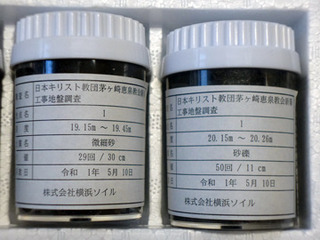 日本キリスト教団茅ヶ崎恵泉教会
工事地盤調査
1
19.15m ～ 19.45m
微細砂
29回 / 30 cm
令和 1年 5月 10日
株式会社横浜ソイル
日本キリスト教団茅ヶ崎恵泉教会新築
工事地盤調査
1
20.15m ～ 20.26m
砂礫
50回 / 11 cm
令和 1年 5月 10日
株式会社横浜ソイル